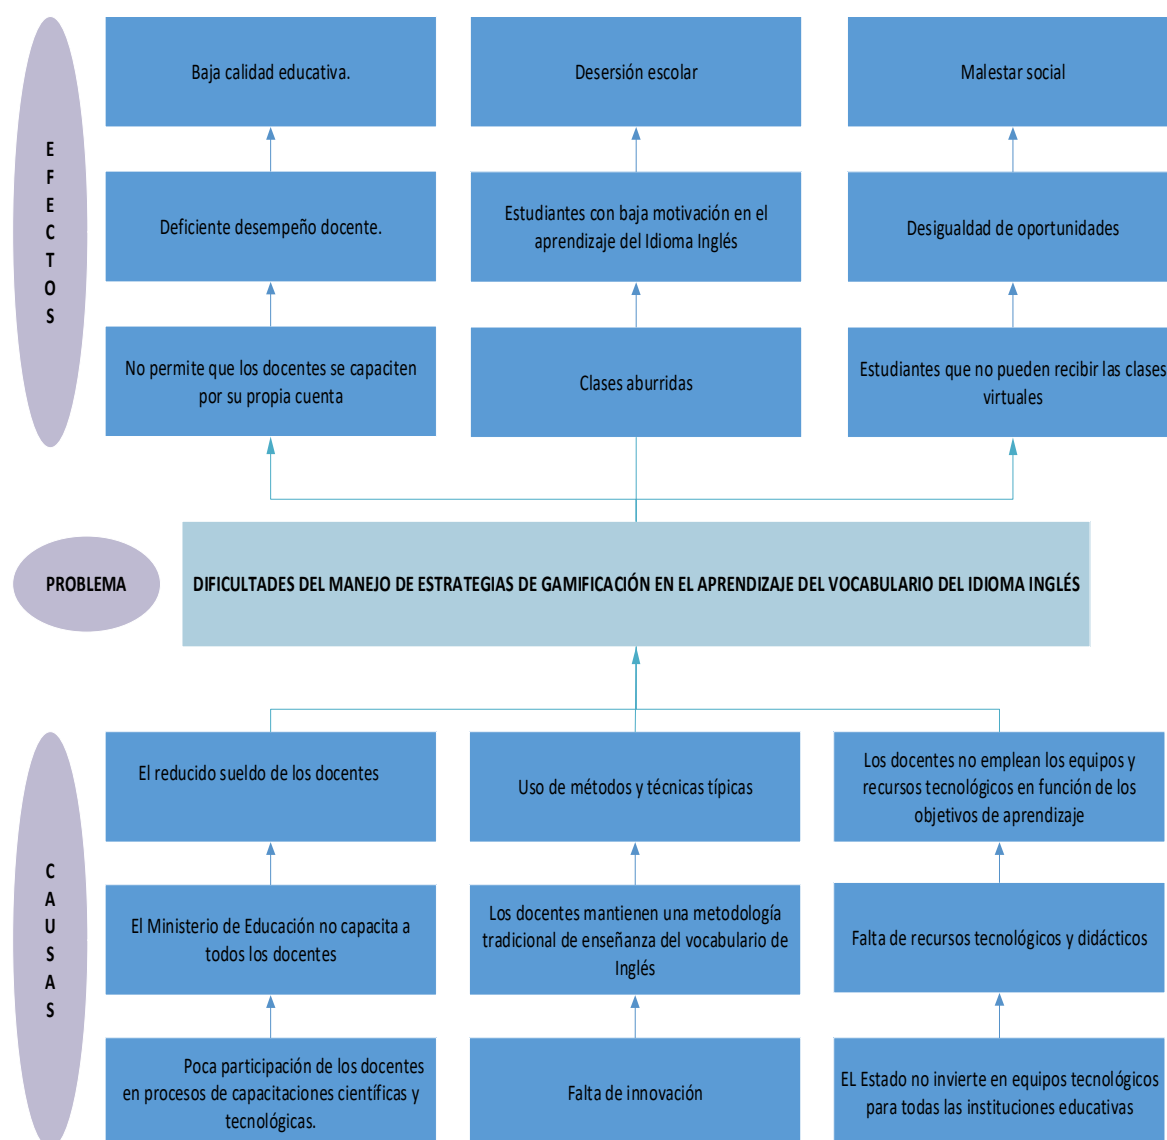 EFECTOS
Baja calidad educativa.
Desersión escolar
Malestar social
Deficiente desempeño docente.
Estudiantes con baja motivación en el
aprendizaje del Idioma Inglés
Desigualdad de oportunidades
No permite que los docentes se capaciten
por su propia cuenta
Clases aburridas
Estudiantes que no pueden recibir las clases
virtuales
PROBLEMA
DIFICULTADES DEL MANEJO DE ESTRATEGIAS DE GAMIFICACIÓN EN EL APRENDIZAJE DEL VOCABULARIO DEL IDIOMA INGLÉS
CAUSAS
El reducido sueldo de los docentes
Uso de métodos y técnicas típicas
Los docentes no emplean los equipos y
recursos tecnológicos en función de los
objetivos de aprendizaje
El Ministerio de Educación no capacita a
todos los docentes
Los docentes mantienen una metodología
tradicional de enseñanza del vocabulario de
Inglés
Falta de recursos tecnológicos y didácticos
Poca participación de los docentes
en procesos de capacitaciones científicas y
tecnológicas.
Falta de innovación
EL Estado no invierte en equipos tecnológicos
para todas las instituciones educativas